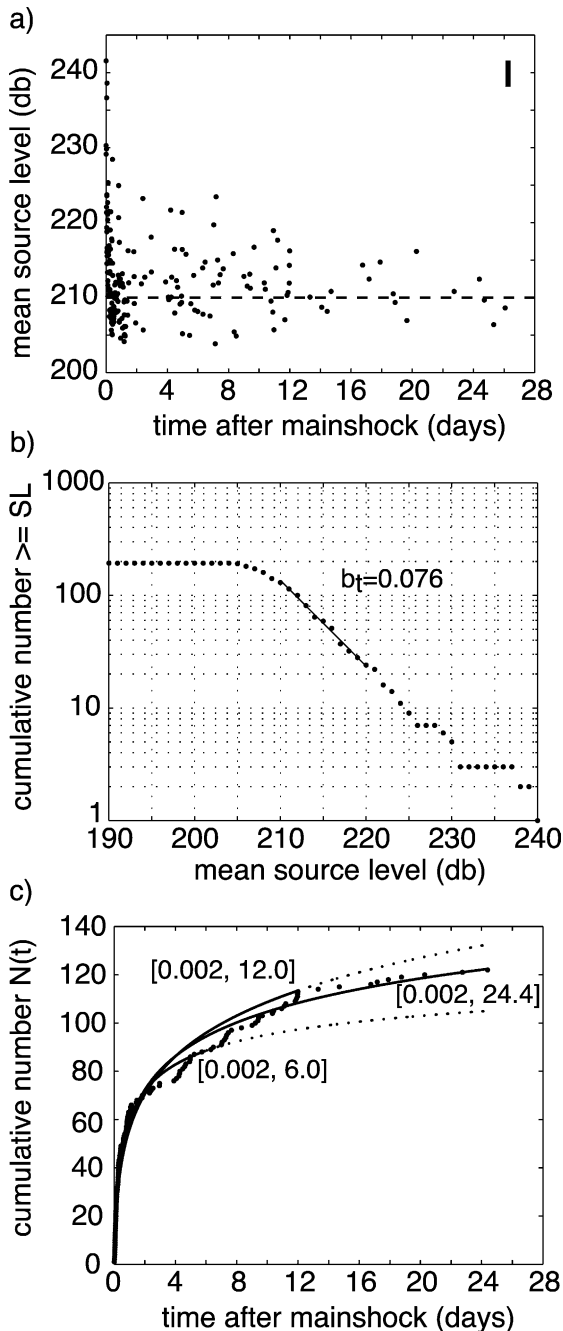 a)
mean source level (db)
240
230
220
210
200
0 4 8 12 16 20 24 28
time after mainshock (days)
b)
cumulative number >= SL
1000
100
10
1
bt=0.076
190 200 210 220 230 240
mean source level (db)
c)
cumulative number N(t)
140
120
100
80
60
40
20
0
[0.002, 12.0]
[0.002, 24.4]
[0.002, 6.0]
0 4 8 12 16 20 24 28
time after mainshock (days)